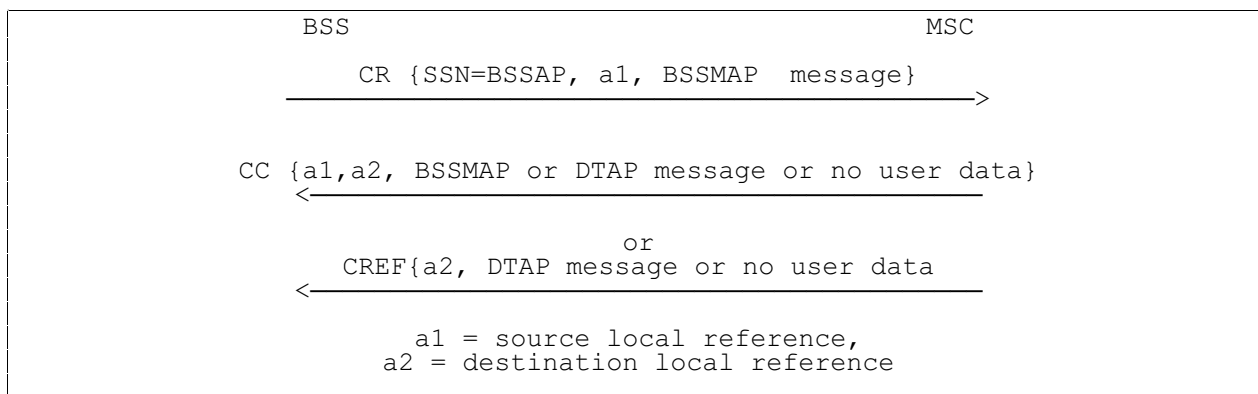 BSS MSC
CR {SSN=BSSAP, a1, BSSMAP message}
CC {a1,a2, BSSMAP or DTAP message or no user data}
or
CREF{a2, DTAP message or no user data
a1 = source local reference,
a2 = destination local reference